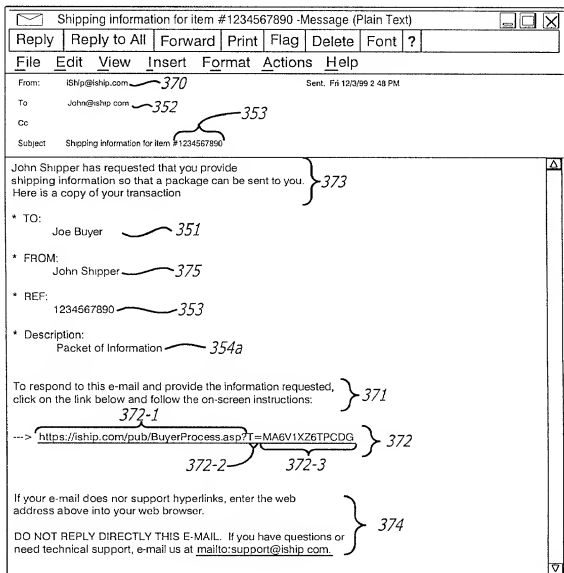 Shipping information for item #1234567890 -Message (Plain Text)
Reply Reply to All Forward Print Flag Delete Font ?
File Edit View Insert Format Actions Help
From: iShip@iship.com 370 Sent. Fri 12/3/99 2 48 PM
To John@iship com 352
Cc 353
Subject Shipping information for item #1234567890
John Shipper has requested that you provide
shipping information so that a package can be sent to you. 373
Here is a copy of your transaction
* TO:
Joe Buyer 351
* FROM:
John Shipper 375
* REF:
1234567890 353
* Description:
Packet of Information 354a
To respond to this e-mail and provide the information requested,
click on the link below and follow the on-screen instructions: 371
372-1
---> https://iship.com/pub/BuyerProcess.asp?T=MA6V1XZ6TPCDG 372
372-2 372-3
If your e-mail does nor support hyperlinks, enter the web
address above into your web browser.
374
DO NOT REPLY DIRECTLY THIS E-MAIL. If you have questions or
need technical support, e-mail us at mailto:support@iship com.